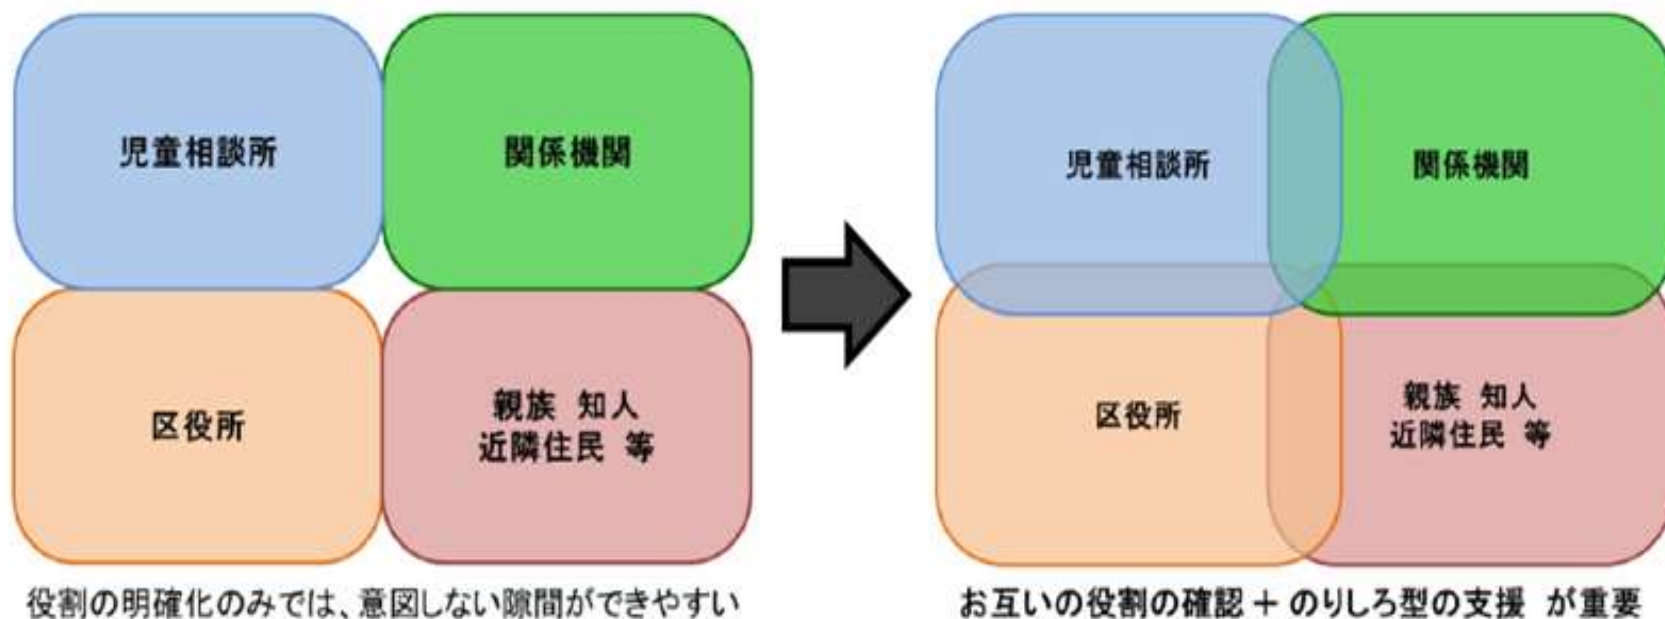 児童相談所
関係機関
区役所
親族 知人
近隣住民 等
役割の明確化のみでは、意図しない隙間ができやすい
児童相談所
関係機関
区役所
親族 知人
近隣住民 等
お互いの役割の確認 + のりしろ型の支援 が重要